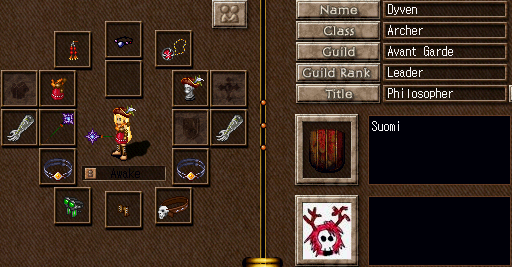 Name Dyven
Class Archer
Guild Avant Garde
Guild Rank Leader
Title Philosopher
Suomi
Awake